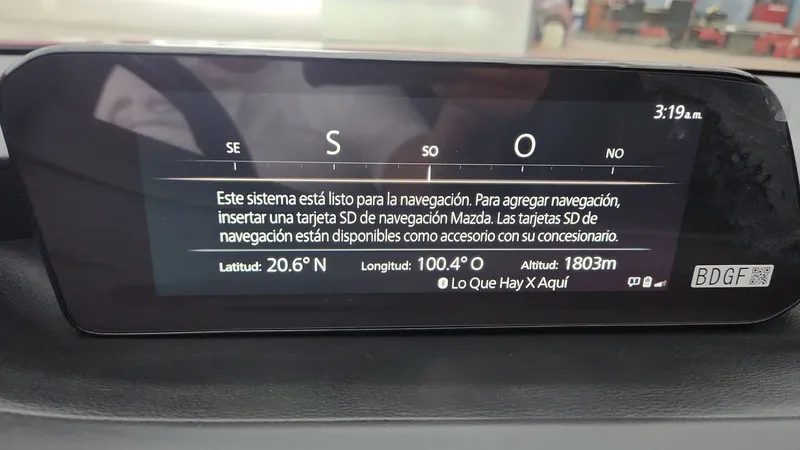 3:19 a.m.
SE S SO O NO
Este sistema está listo para la navegación. Para agregar navegación,
insertar una tarjeta SD de navegación Mazda. Las tarjetas SD de
navegación están disponibles como accesorio con su concesionario.
Latitud: 20.6° N Longitud: 100.4° O Altitud: 1803m
Lo Que Hay X Aquí
BDGF